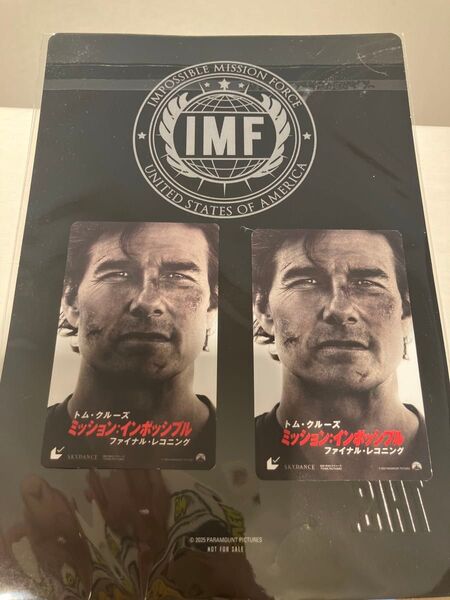 IMPOSSIBLE MISSION FORCE
IMF
UNITED STATES OF AMERICA
トム・クルーズ
ミッション:インポッシブル
ファイナル・レコニング
SKYDANCE
トム・クルーズ
ミッション:インポッシブル
ファイナル・レコニング
SKYDANCE
© 2025 PARAMOUNT PICTURES
NOT FOR SALE